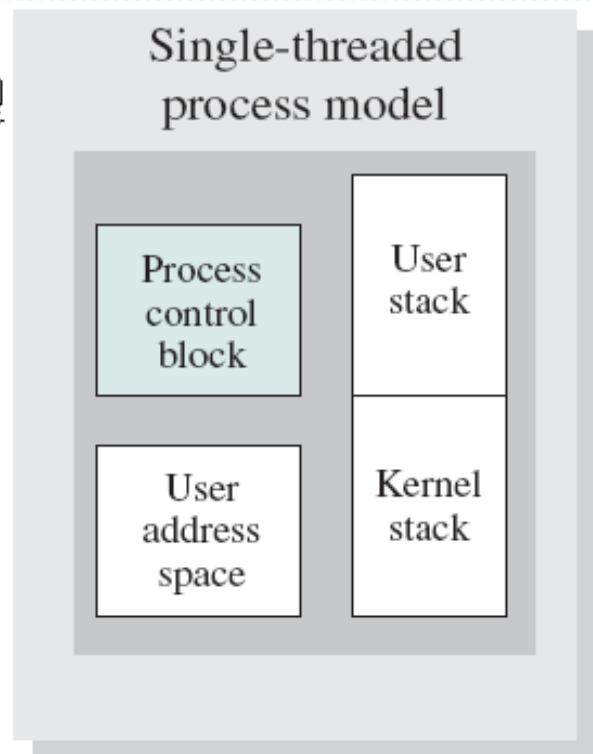 Single-threaded
process model
Process
control
block
User
stack
User
address
space
Kernel
stack